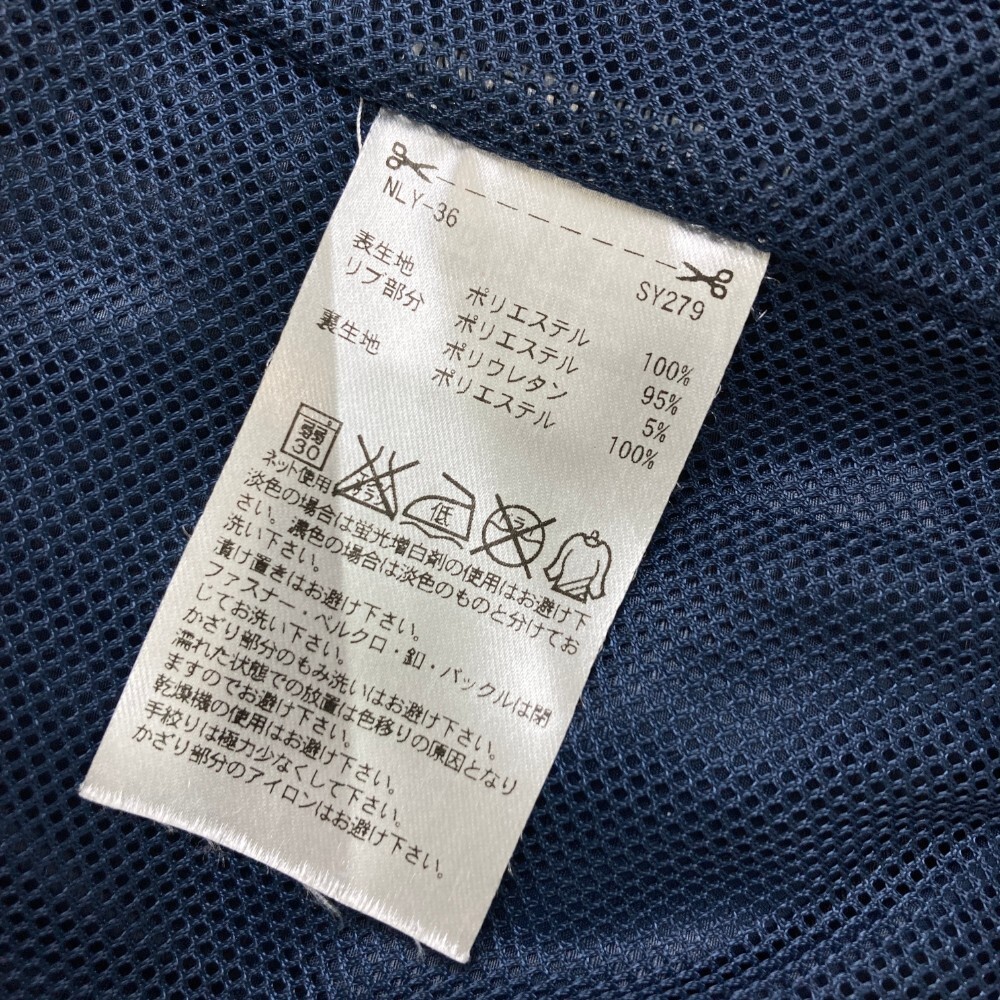 NLY-36
SY279
表生地 ポリエステル 100%
リブ部分 ポリエステル 95%
ポリウレタン 5%
裏生地 ポリエステル 100%
弱
30
ネット使用
低
淡色の場合は蛍光増白剤の使用はお避け下
さい。濃色の場合は淡色のものと分けてお
洗い下さい。
漬け置きはお避け下さい。
ファスナー・ベルクロ・釦・バックルは閉
じてお洗い下さい。
かざり部分のもみ洗いはお避け下さい。
濡れた状態での放置は色移りの原因となり
ますのでお避け下さい。
乾燥機の使用はお避け下さい。
手絞りは極力少なくして下さい。
かざり部分のアイロンはお避け下さい。